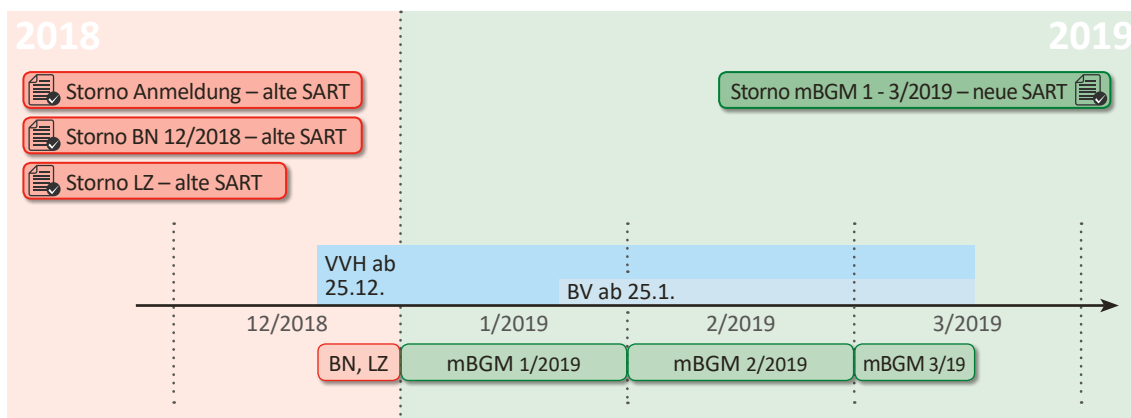 2018
2019
Storno Anmeldung – alte SART
Storno mBGM 1 - 3/2019 – neue SART
Storno BN 12/2018 – alte SART
Storno LZ – alte SART
VVH ab
25.12.
BV ab 25.1.
12/2018
1/2019
2/2019
3/2019
BN, LZ
mBGM 1/2019
mBGM 2/2019
mBGM 3/19